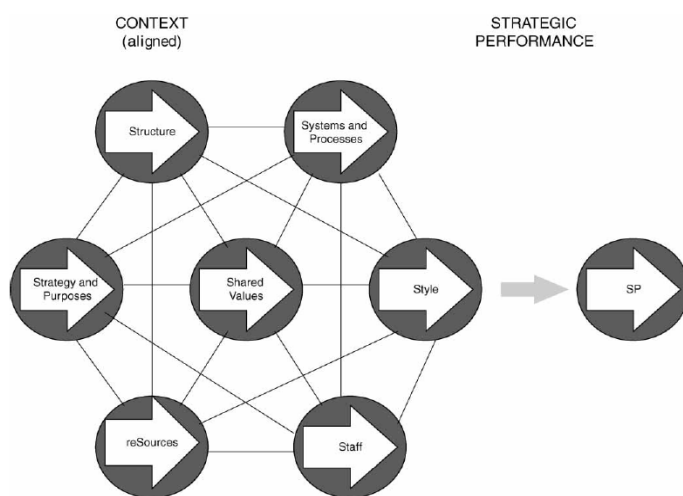 CONTEXT
(aligned)
STRATEGIC
PERFORMANCE
Structure
Systems and
Processes
Strategy and
Purposes
Shared
Values
Style
SP
reSources
Staff